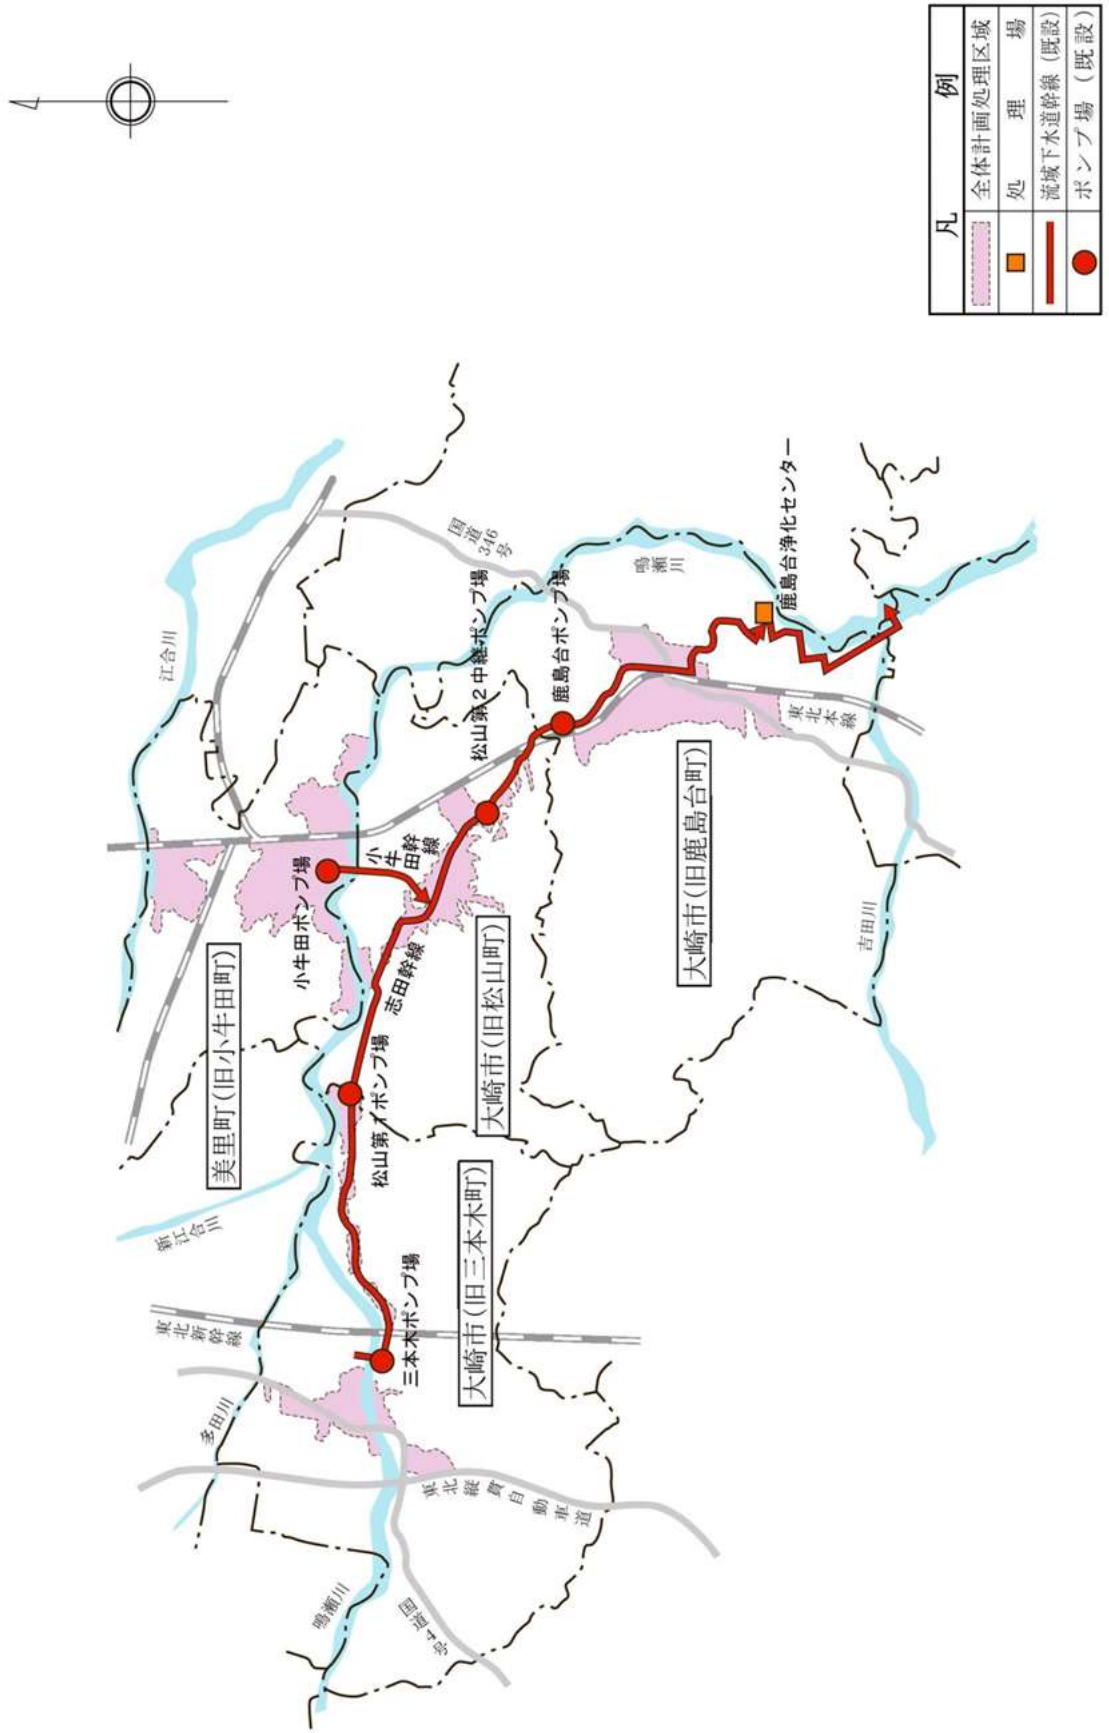 凡例
全体計画処理区域
処理場
流域下水道幹線(既設)
ポンプ場(既設)
江合川
国道346号
鳴瀬川
松山第2中継ポンプ場
鹿島台ポンプ場
鹿島台浄化センター
東北本線
小牛田ポンプ場
小牛田幹線
志田幹線
美里町(旧小牛田町)
大崎市(旧松山町)
大崎市(旧鹿島台町)
吉田川
松山第1ポンプ場
新江合川
三本木ポンプ場
大崎市(旧三本木町)
東北新幹線
多田川
東北縦貫自動車道
鳴瀬川
国道4号